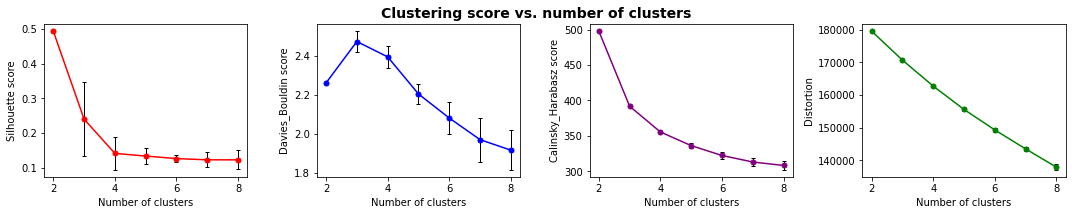 Clustering score vs. number of clusters
Silhouette score
0.5
0.4
0.3
0.2
0.1
2 4 6 8
Number of clusters
Davies_Bouldin score
2.4
2.2
2.0
1.8
2 4 6 8
Number of clusters
Calinsky_Harabasz score
500
450
400
350
300
2 4 6 8
Number of clusters
Distortion
180000
170000
160000
150000
140000
2 4 6 8
Number of clusters